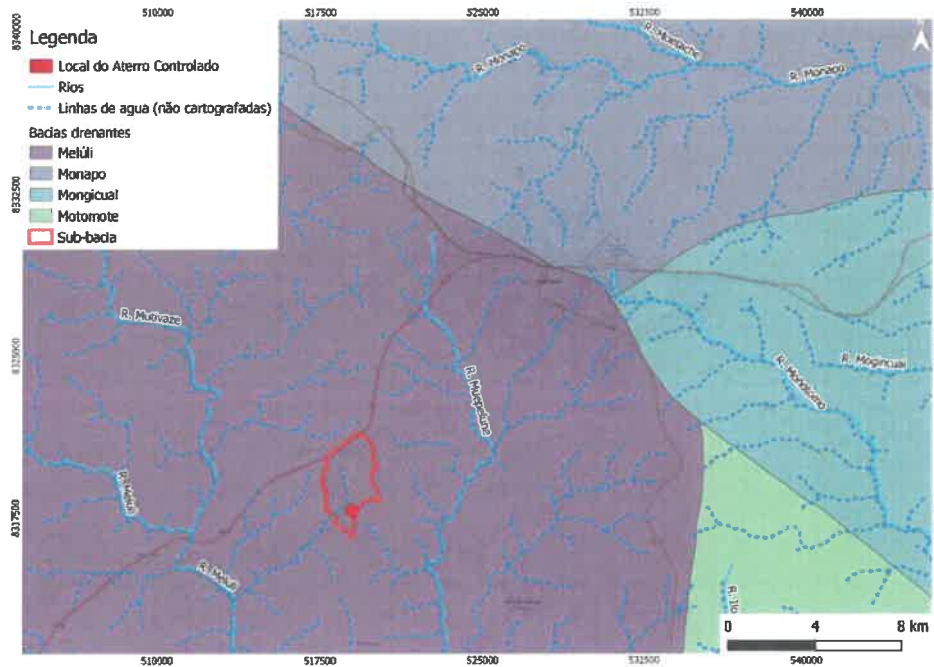 510000 517500 525000 532500 540000
8340000
8332500
8325000
8317500
Legenda
Local do Aterro Controlado
Rios
Linhas de agua (não cartografadas)
Bacias drenantes
Melúli
Monapo
Mongicual
Motomote
Sub-bacia
R. Monapo
R. Monapo
R. Mutivaze
R. Mogincual
R. Melúli
R. Melúli
0 4 8 km
510000 517500 525000 532500 540000